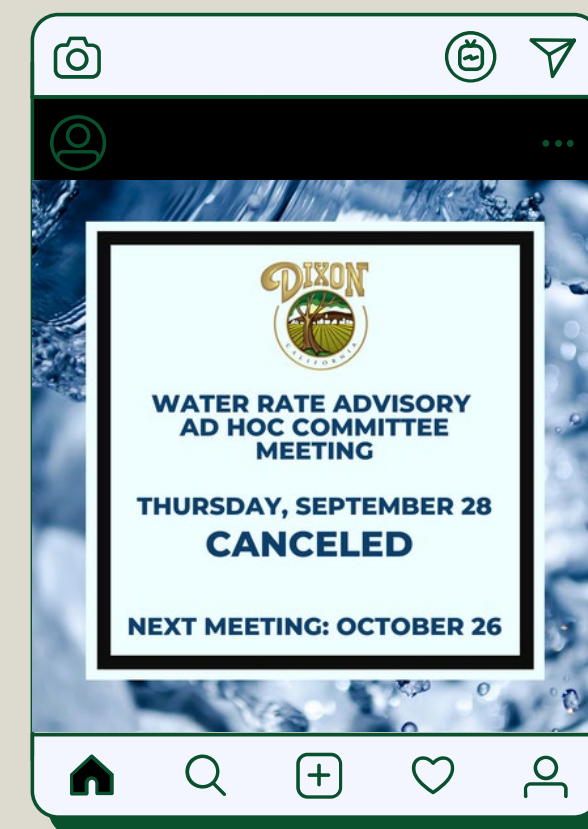 DIXON
CALIFORNIA
WATER RATE ADVISORY
AD HOC COMMITTEE
MEETING
THURSDAY, SEPTEMBER 28
CANCELED
NEXT MEETING: OCTOBER 26